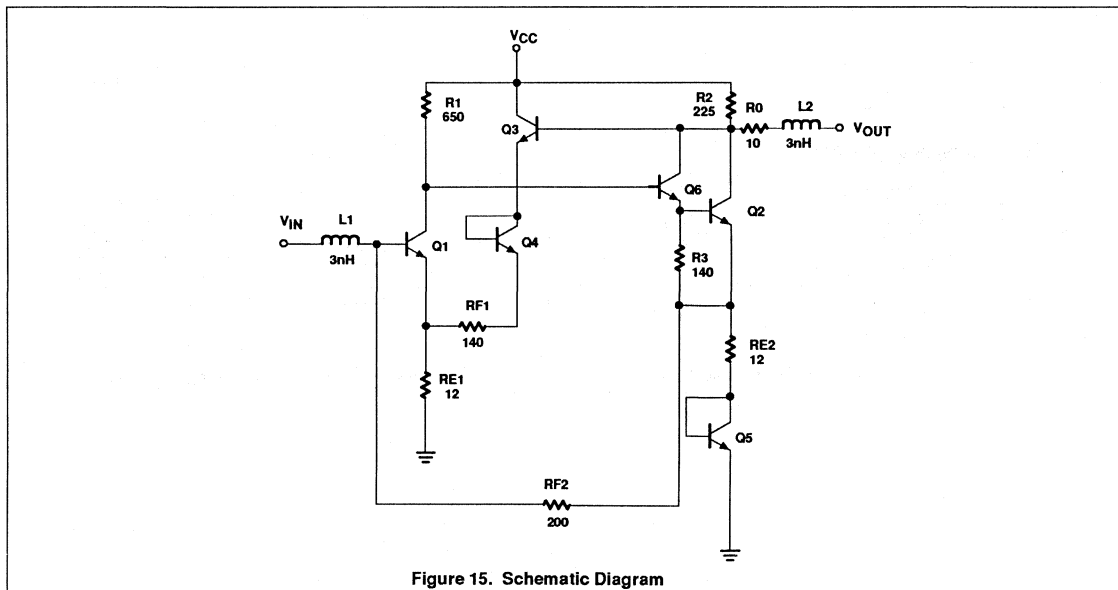 VCC
R1
650
R2
225
R0
10
L2
3nH
VOUT
Q3
Q6
Q2
VIN
L1
3nH
Q1
Q4
R3
140
RF1
140
RE1
12
RE2
12
Q5
RF2
200
Figure 15. Schematic Diagram